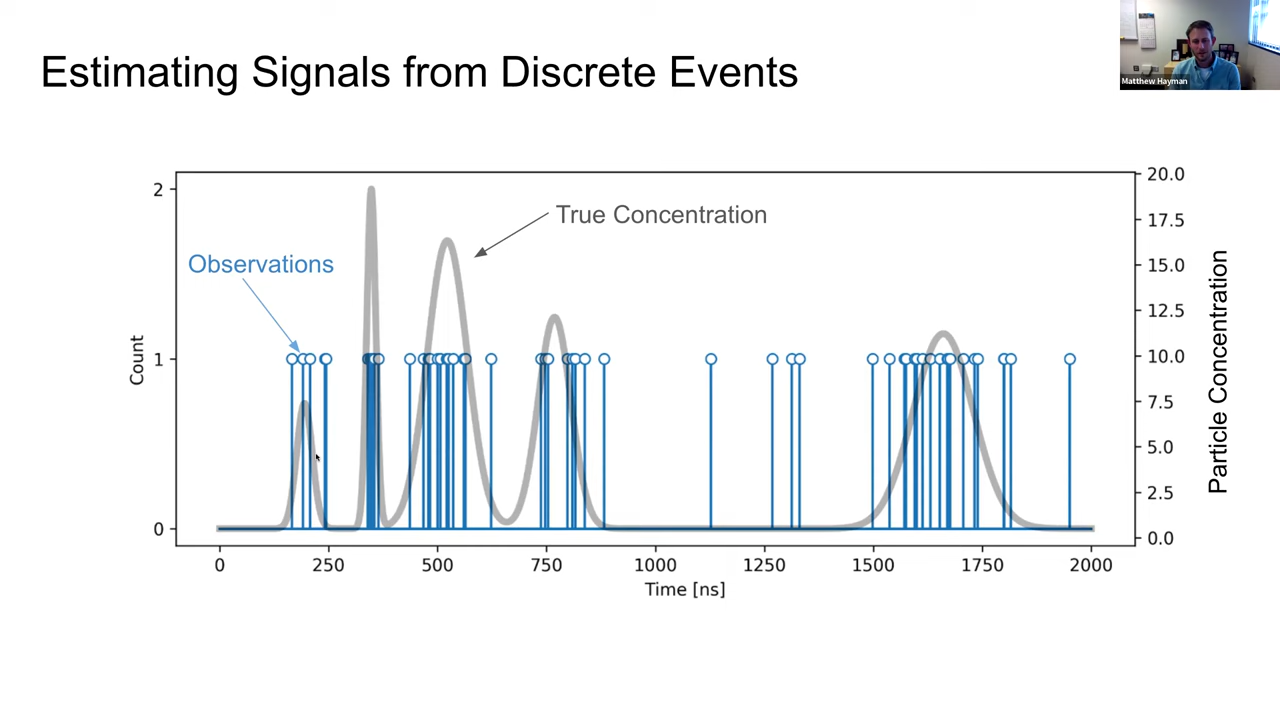 Estimating Signals from Discrete Events
Matthew Hayman
True Concentration
Observations
Count
2
1
0
20.0
17.5
15.0
12.5
10.0
7.5
5.0
2.5
0.0
Particle Concentration
0 250 500 750 1000 1250 1500 1750 2000
Time [ns]